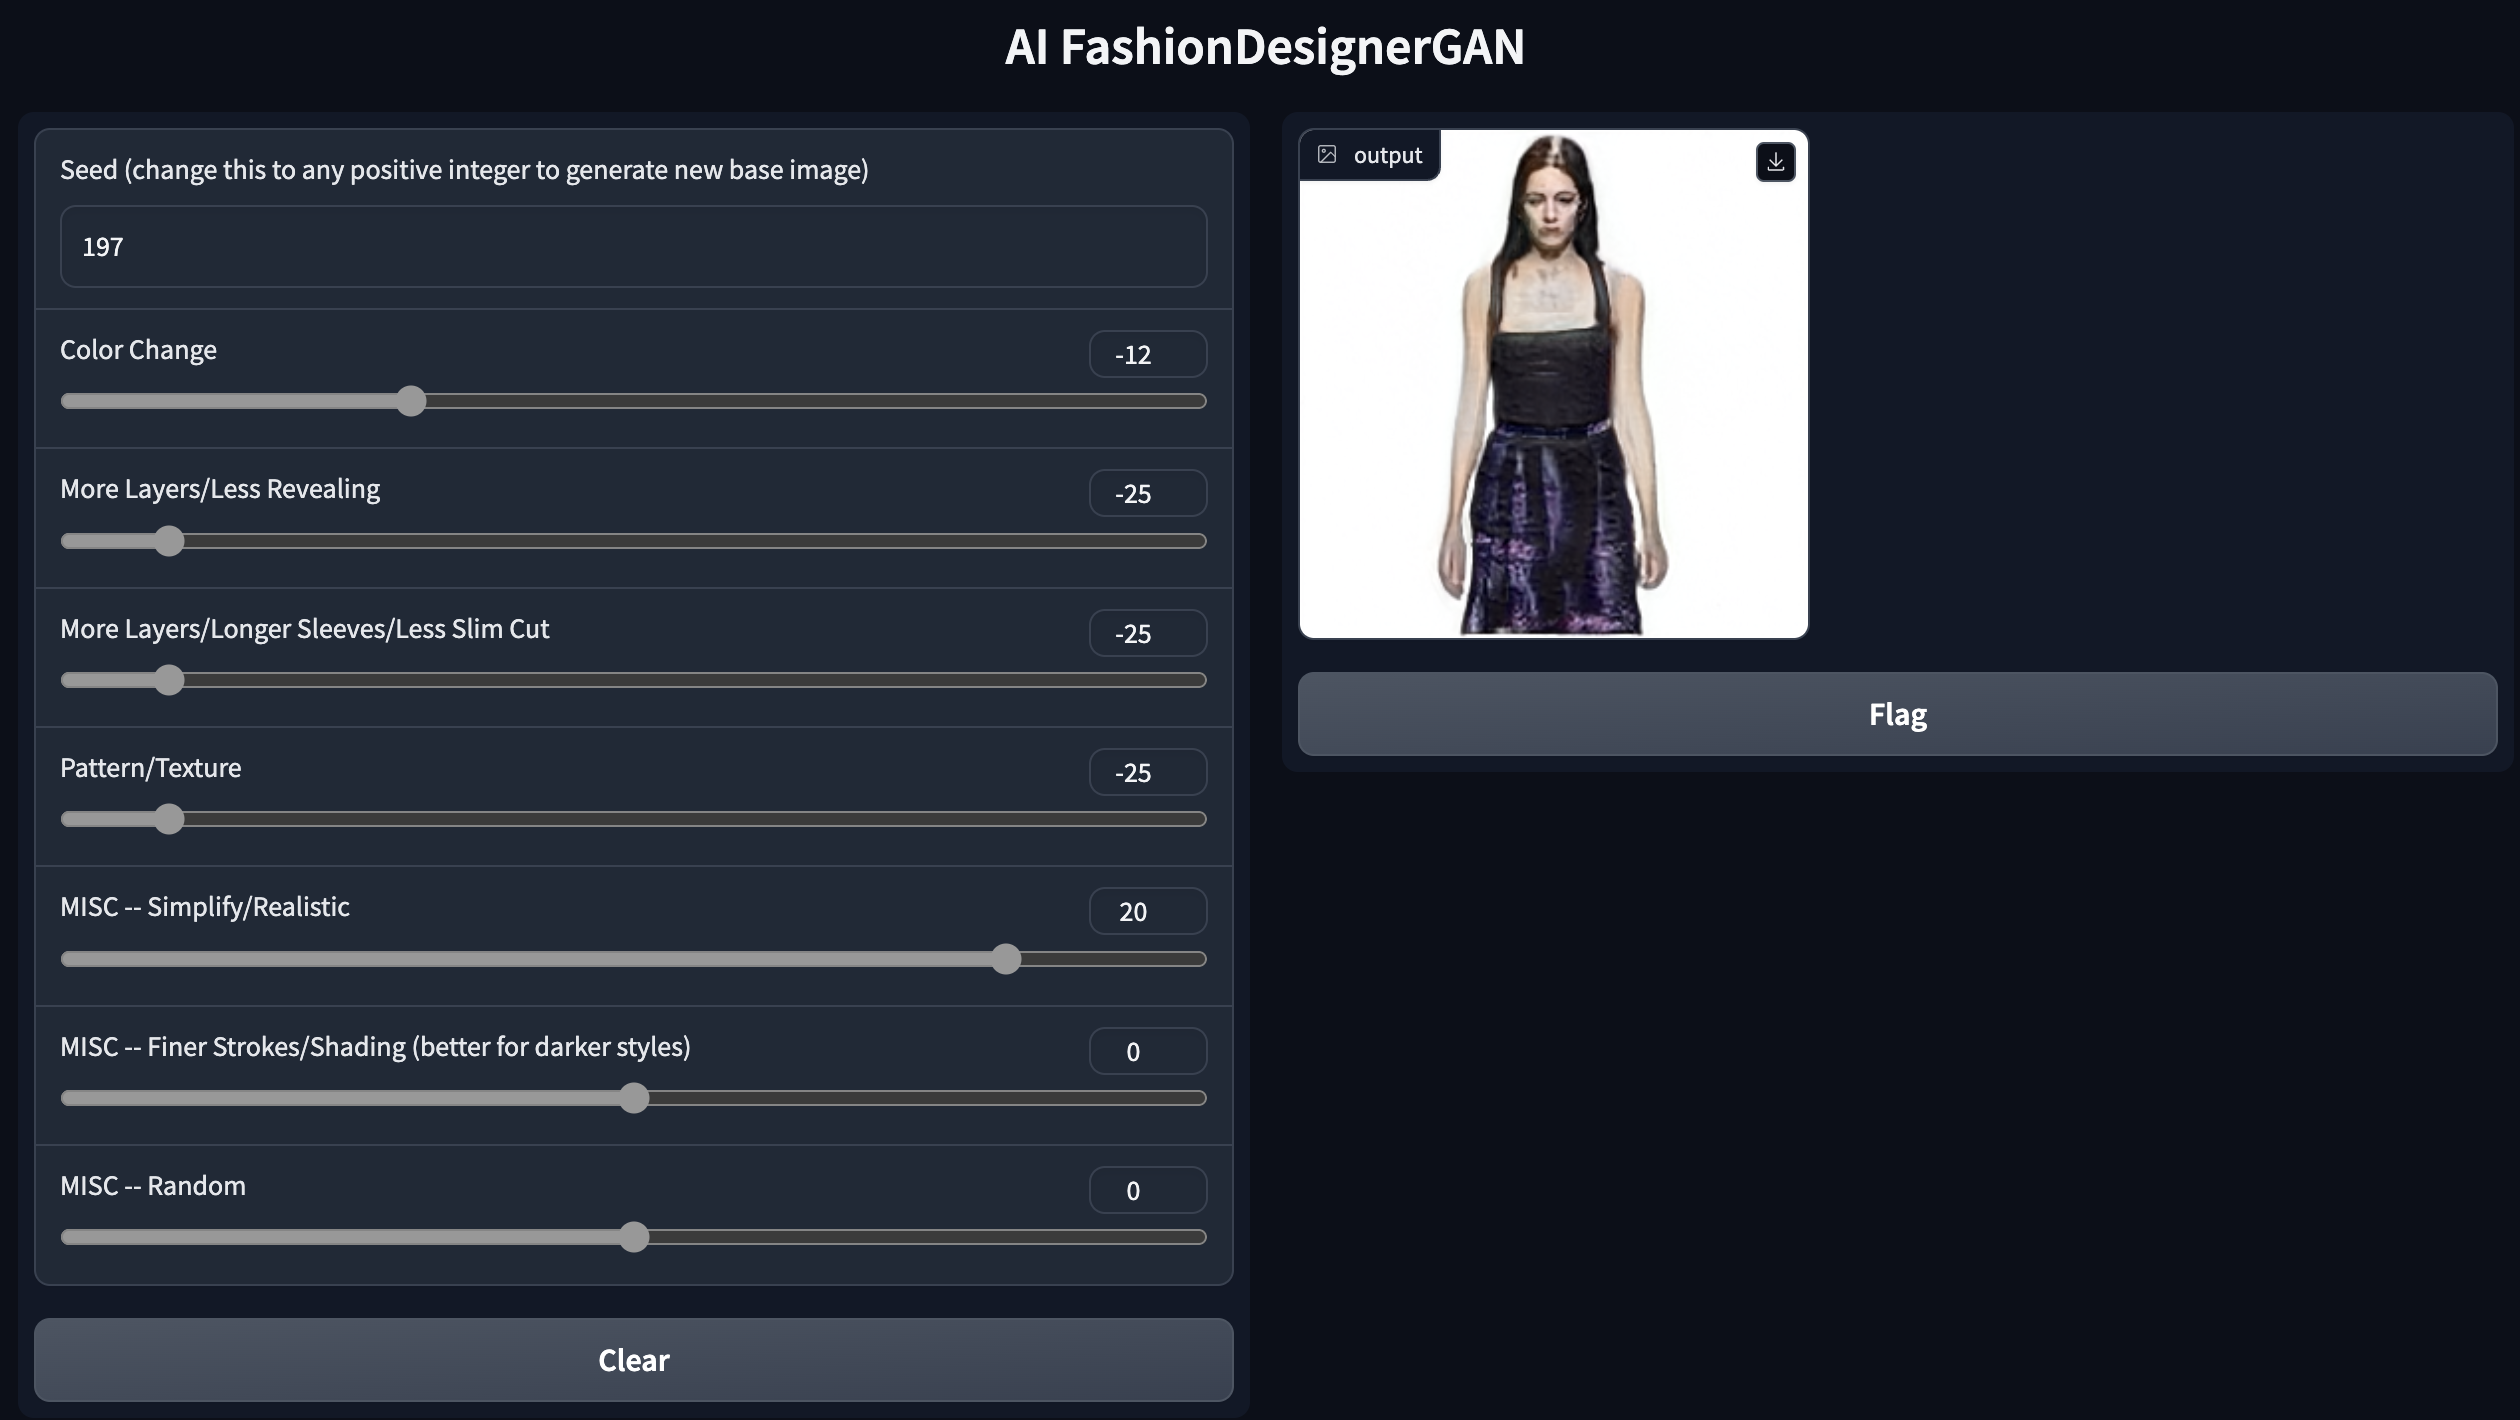 AI FashionDesignerGAN
Seed (change this to any positive integer to generate new base image)
197
Color Change
-12
More Layers/Less Revealing
-25
More Layers/Longer Sleeves/Less Slim Cut
-25
Pattern/Texture
-25
MISC -- Simplify/Realistic
20
MISC -- Finer Strokes/Shading (better for darker styles)
0
MISC -- Random
0
Clear
output
Flag